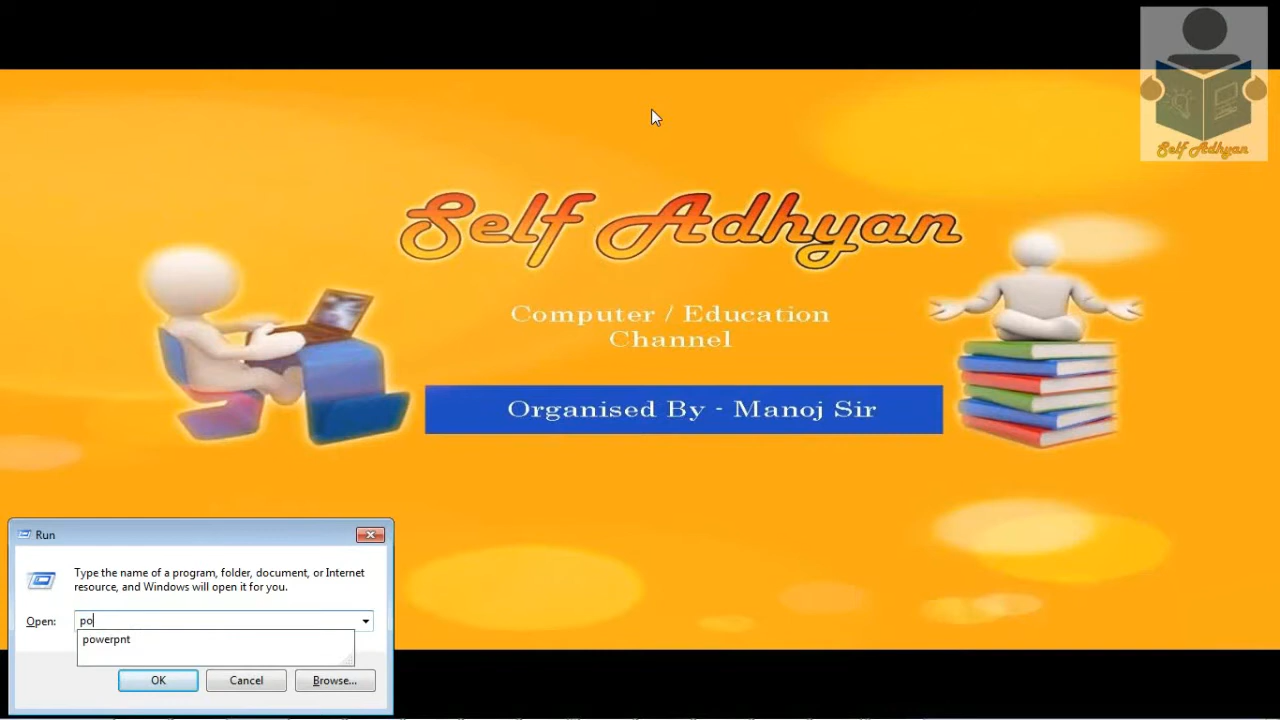 Self Adhyan
Self Adhyan
Computer / Education
Channel
Organised By - Manoj Sir
Run
Type the name of a program, folder, document, or Internet
resource, and Windows will open it for you.
Open: po
powerpnt
OK Cancel Browse...